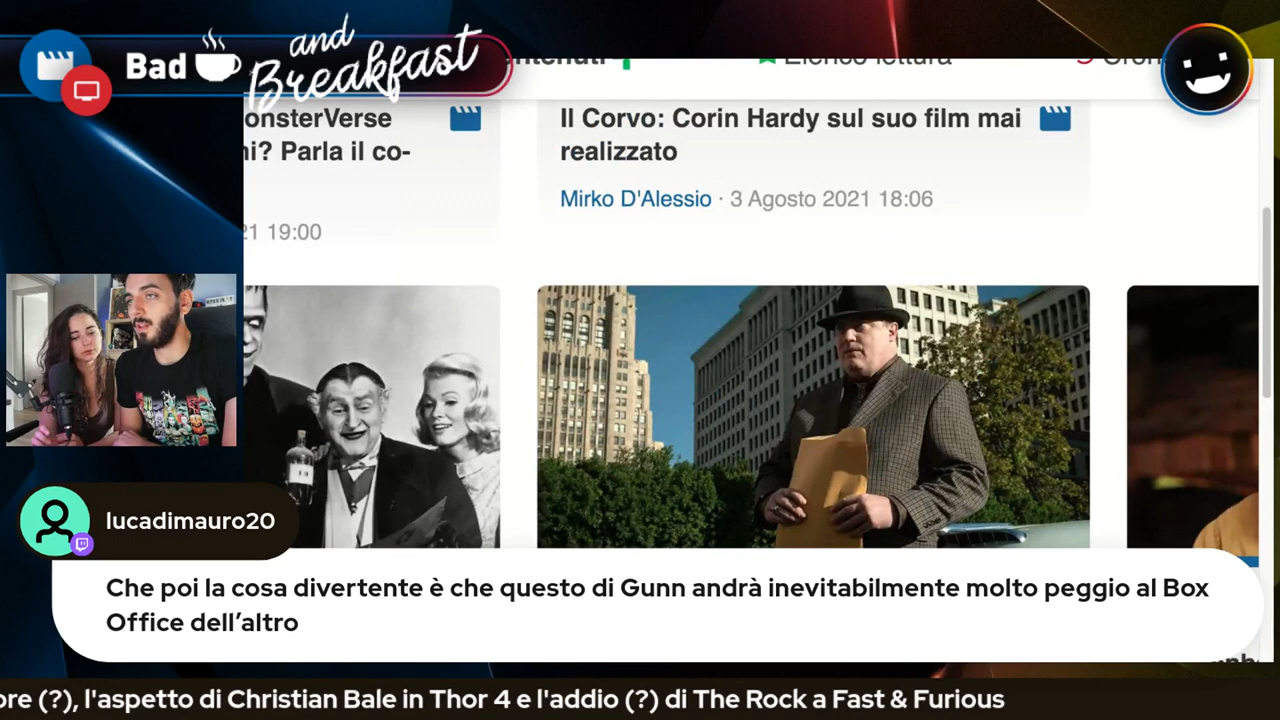 Bad and Breakfast
Elenco lettura
onsterVerse
ni? Parla il co-
21 19:00
Il Corvo: Corin Hardy sul suo film mai
realizzato
Mirko D'Alessio · 3 Agosto 2021 18:06
lucadimauro20
Che poi la cosa divertente è che questo di Gunn andrà inevitabilmente molto peggio al Box
Office dell’altro
ore (?), l'aspetto di Christian Bale in Thor 4 e l'addio (?) di The Rock a Fast & Furious